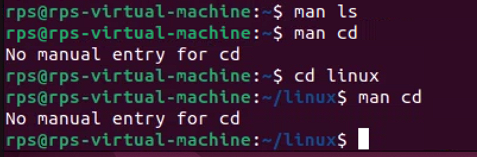 rps@rps-virtual-machine:~$ man ls
rps@rps-virtual-machine:~$ man cd
No manual entry for cd
rps@rps-virtual-machine:~$ cd linux
rps@rps-virtual-machine:~/linux$ man cd
No manual entry for cd
rps@rps-virtual-machine:~/linux$